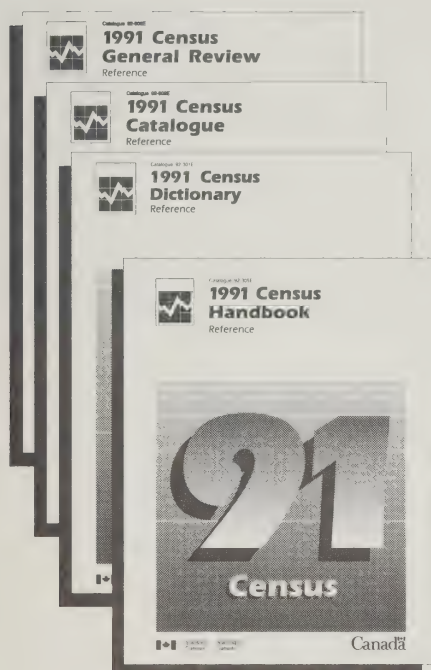 1991 Census
General Review
Reference
1991 Census
Catalogue
Reference
1991 Census
Dictionary
Reference
1991 Census
Handbook
Reference
91
Census
Canada